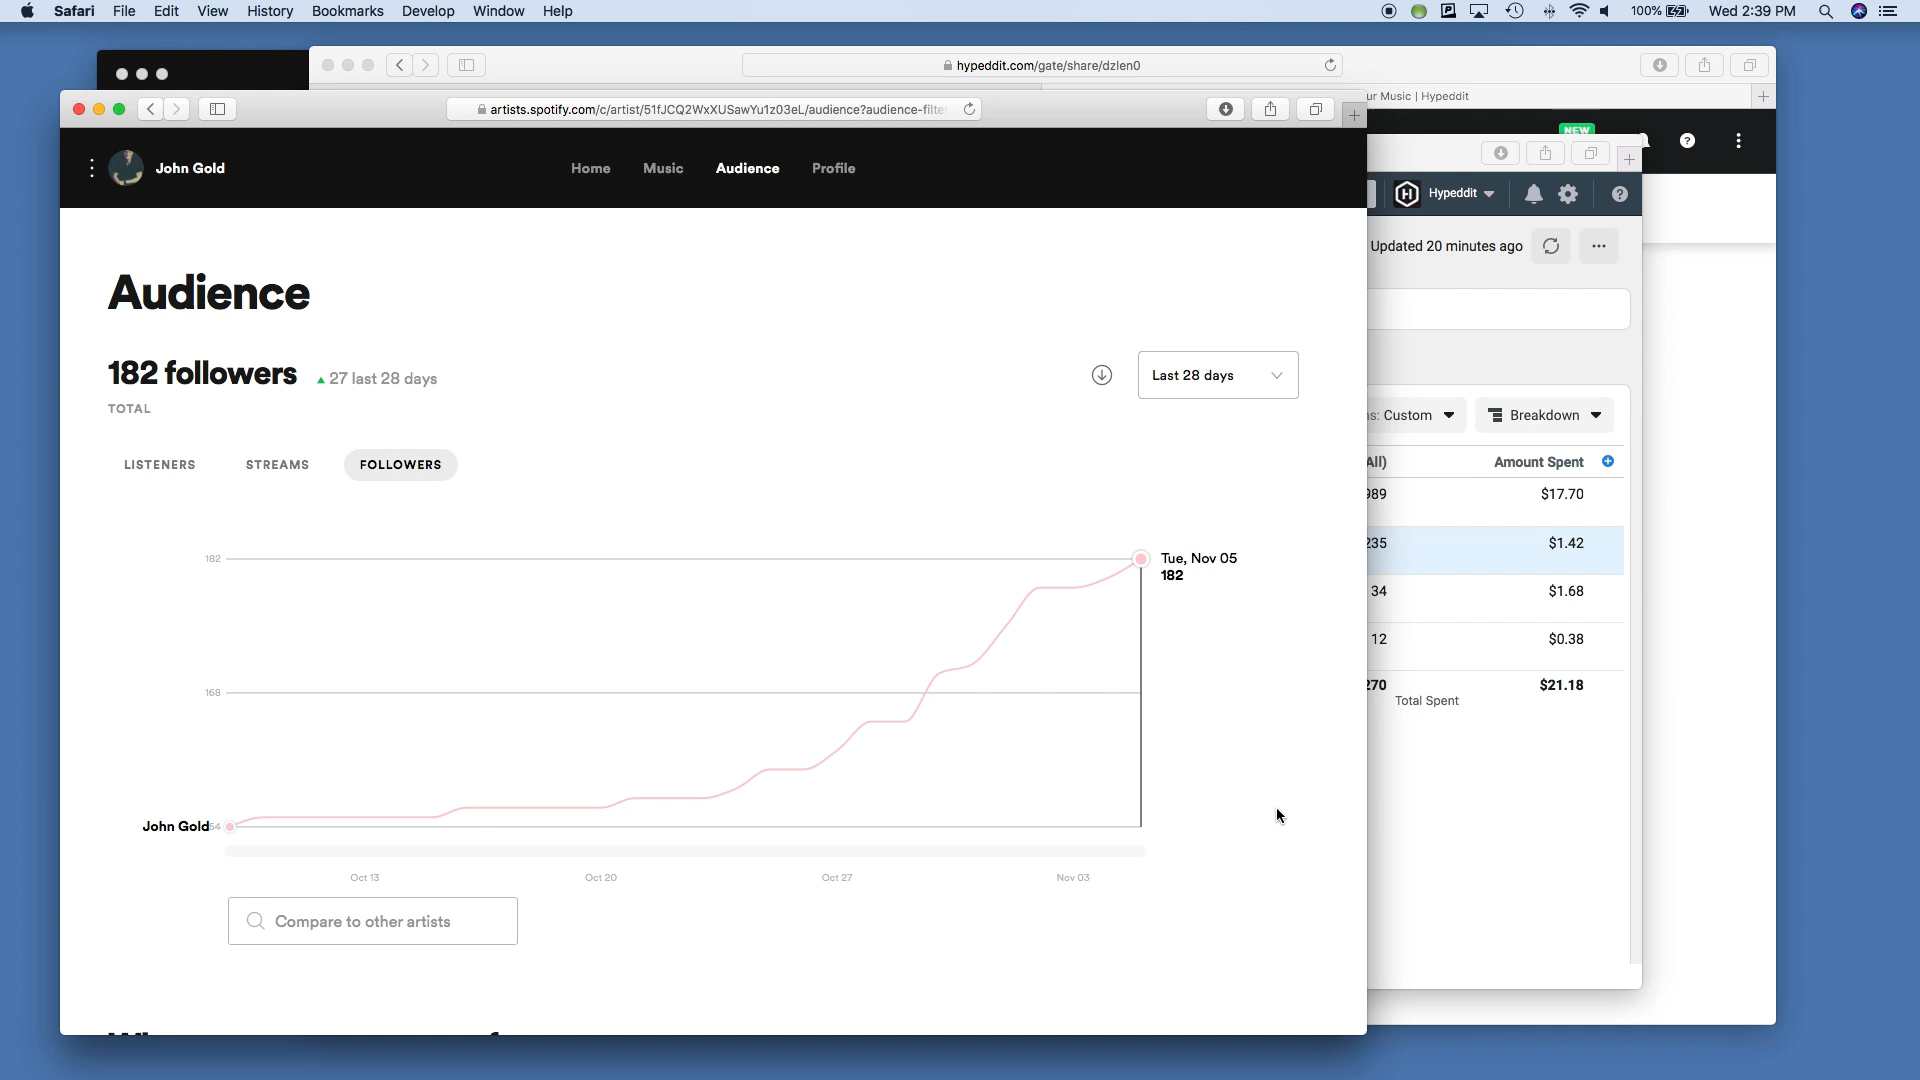 Safari File Edit View History Bookmarks Develop Window Help
100% Wed 2:39 PM
hypeddit.com/gate/share/dzlen0
ur Music | Hypeddit
artists.spotify.com/c/artist/51fJCQ2WxXUSawYu1z03eL/audience?audience-filte
NEW
John Gold
Home Music Audience Profile
Hypeddit
Updated 20 minutes ago
Audience
182 followers
27 last 28 days
TOTAL
Last 28 days
LISTENERS STREAMS FOLLOWERS
s: Custom
Breakdown
All) Amount Spent
989 $17.70
235 $1.42
34 $1.68
12 $0.38
270 $21.18
Total Spent
182
Tue, Nov 05
182
168
John Gold 54
Oct 13 Oct 20 Oct 27 Nov 03
Compare to other artists